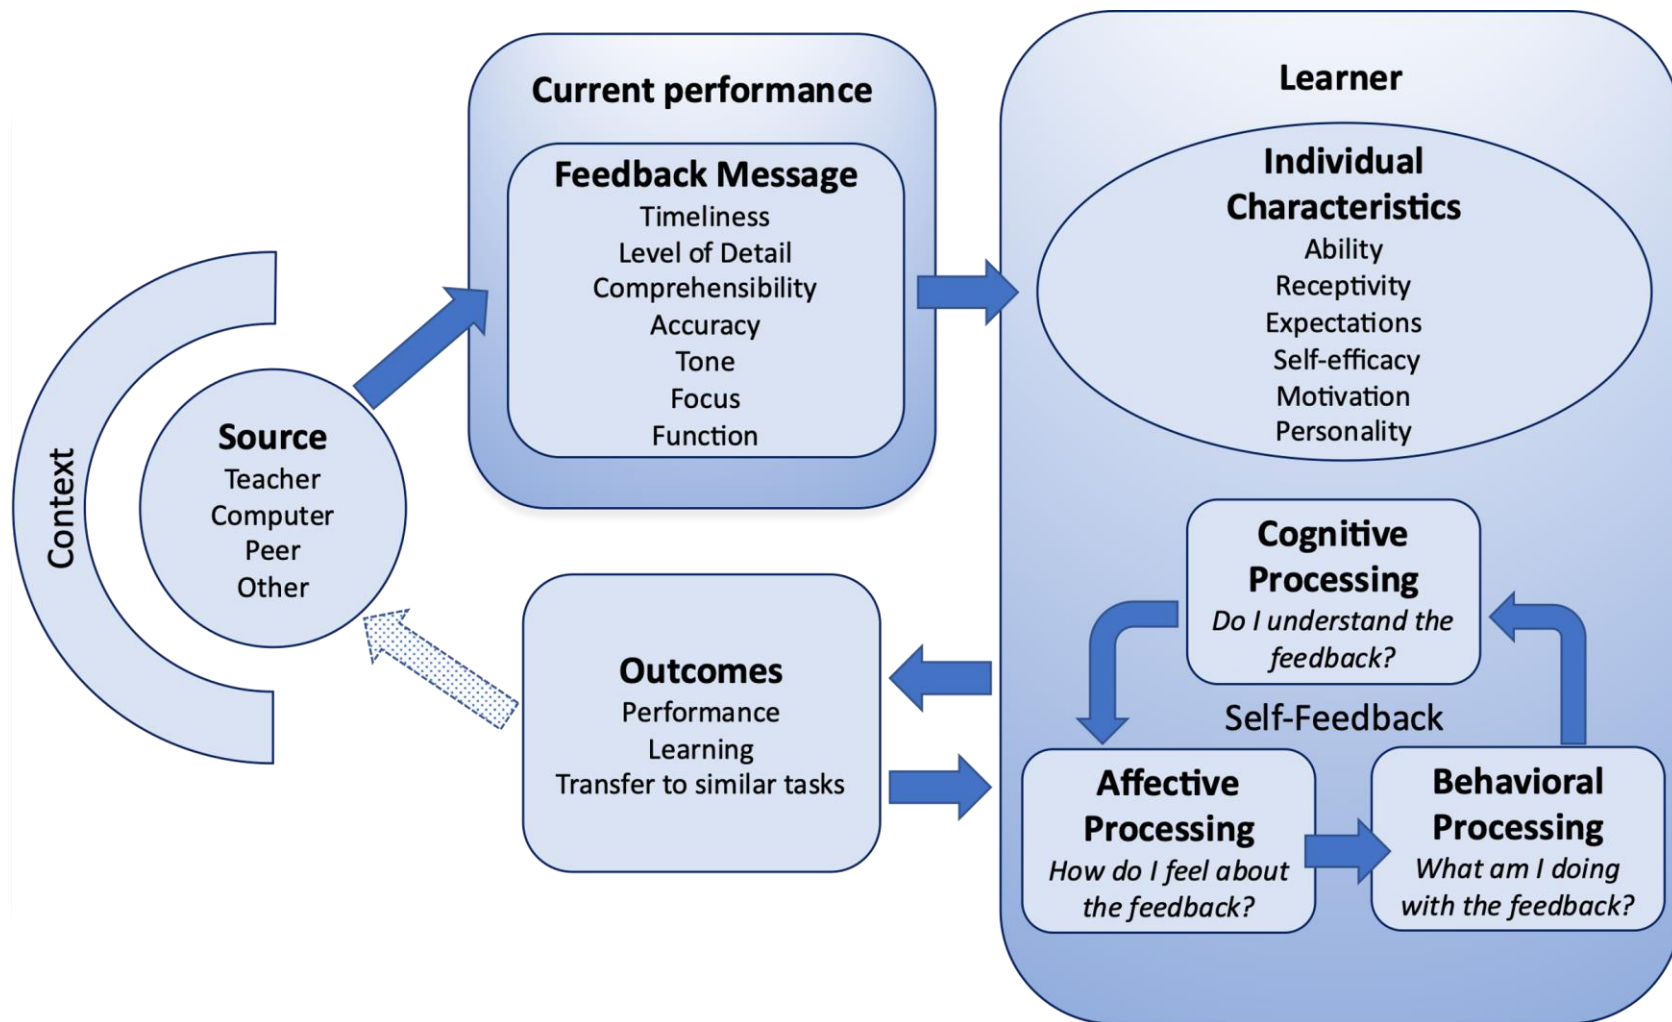 Context
Source
Teacher
Computer
Peer
Other
Current performance
Feedback Message
Timeliness
Level of Detail
Comprehensibility
Accuracy
Tone
Focus
Function
Outcomes
Performance
Learning
Transfer to similar tasks
Learner
Individual
Characteristics
Ability
Receptivity
Expectations
Self-efficacy
Motivation
Personality
Cognitive
Processing
Do I understand the
feedback?
Self-Feedback
Affective
Processing
How do I feel about
the feedback?
Behavioral
Processing
What am I doing
with the feedback?